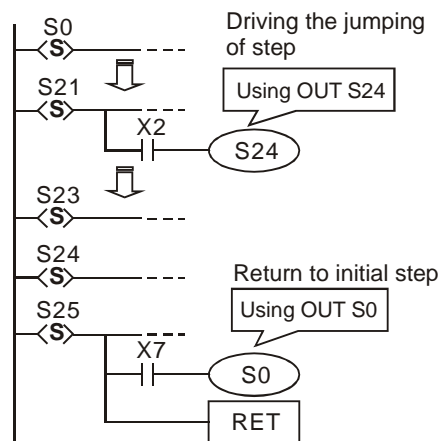 S0
S
Driving the jumping
of step
S21
S
Using OUT S24
X2
S24
S23
S
S24
S
Return to initial step
S25
S
Using OUT S0
X7
S0
RET